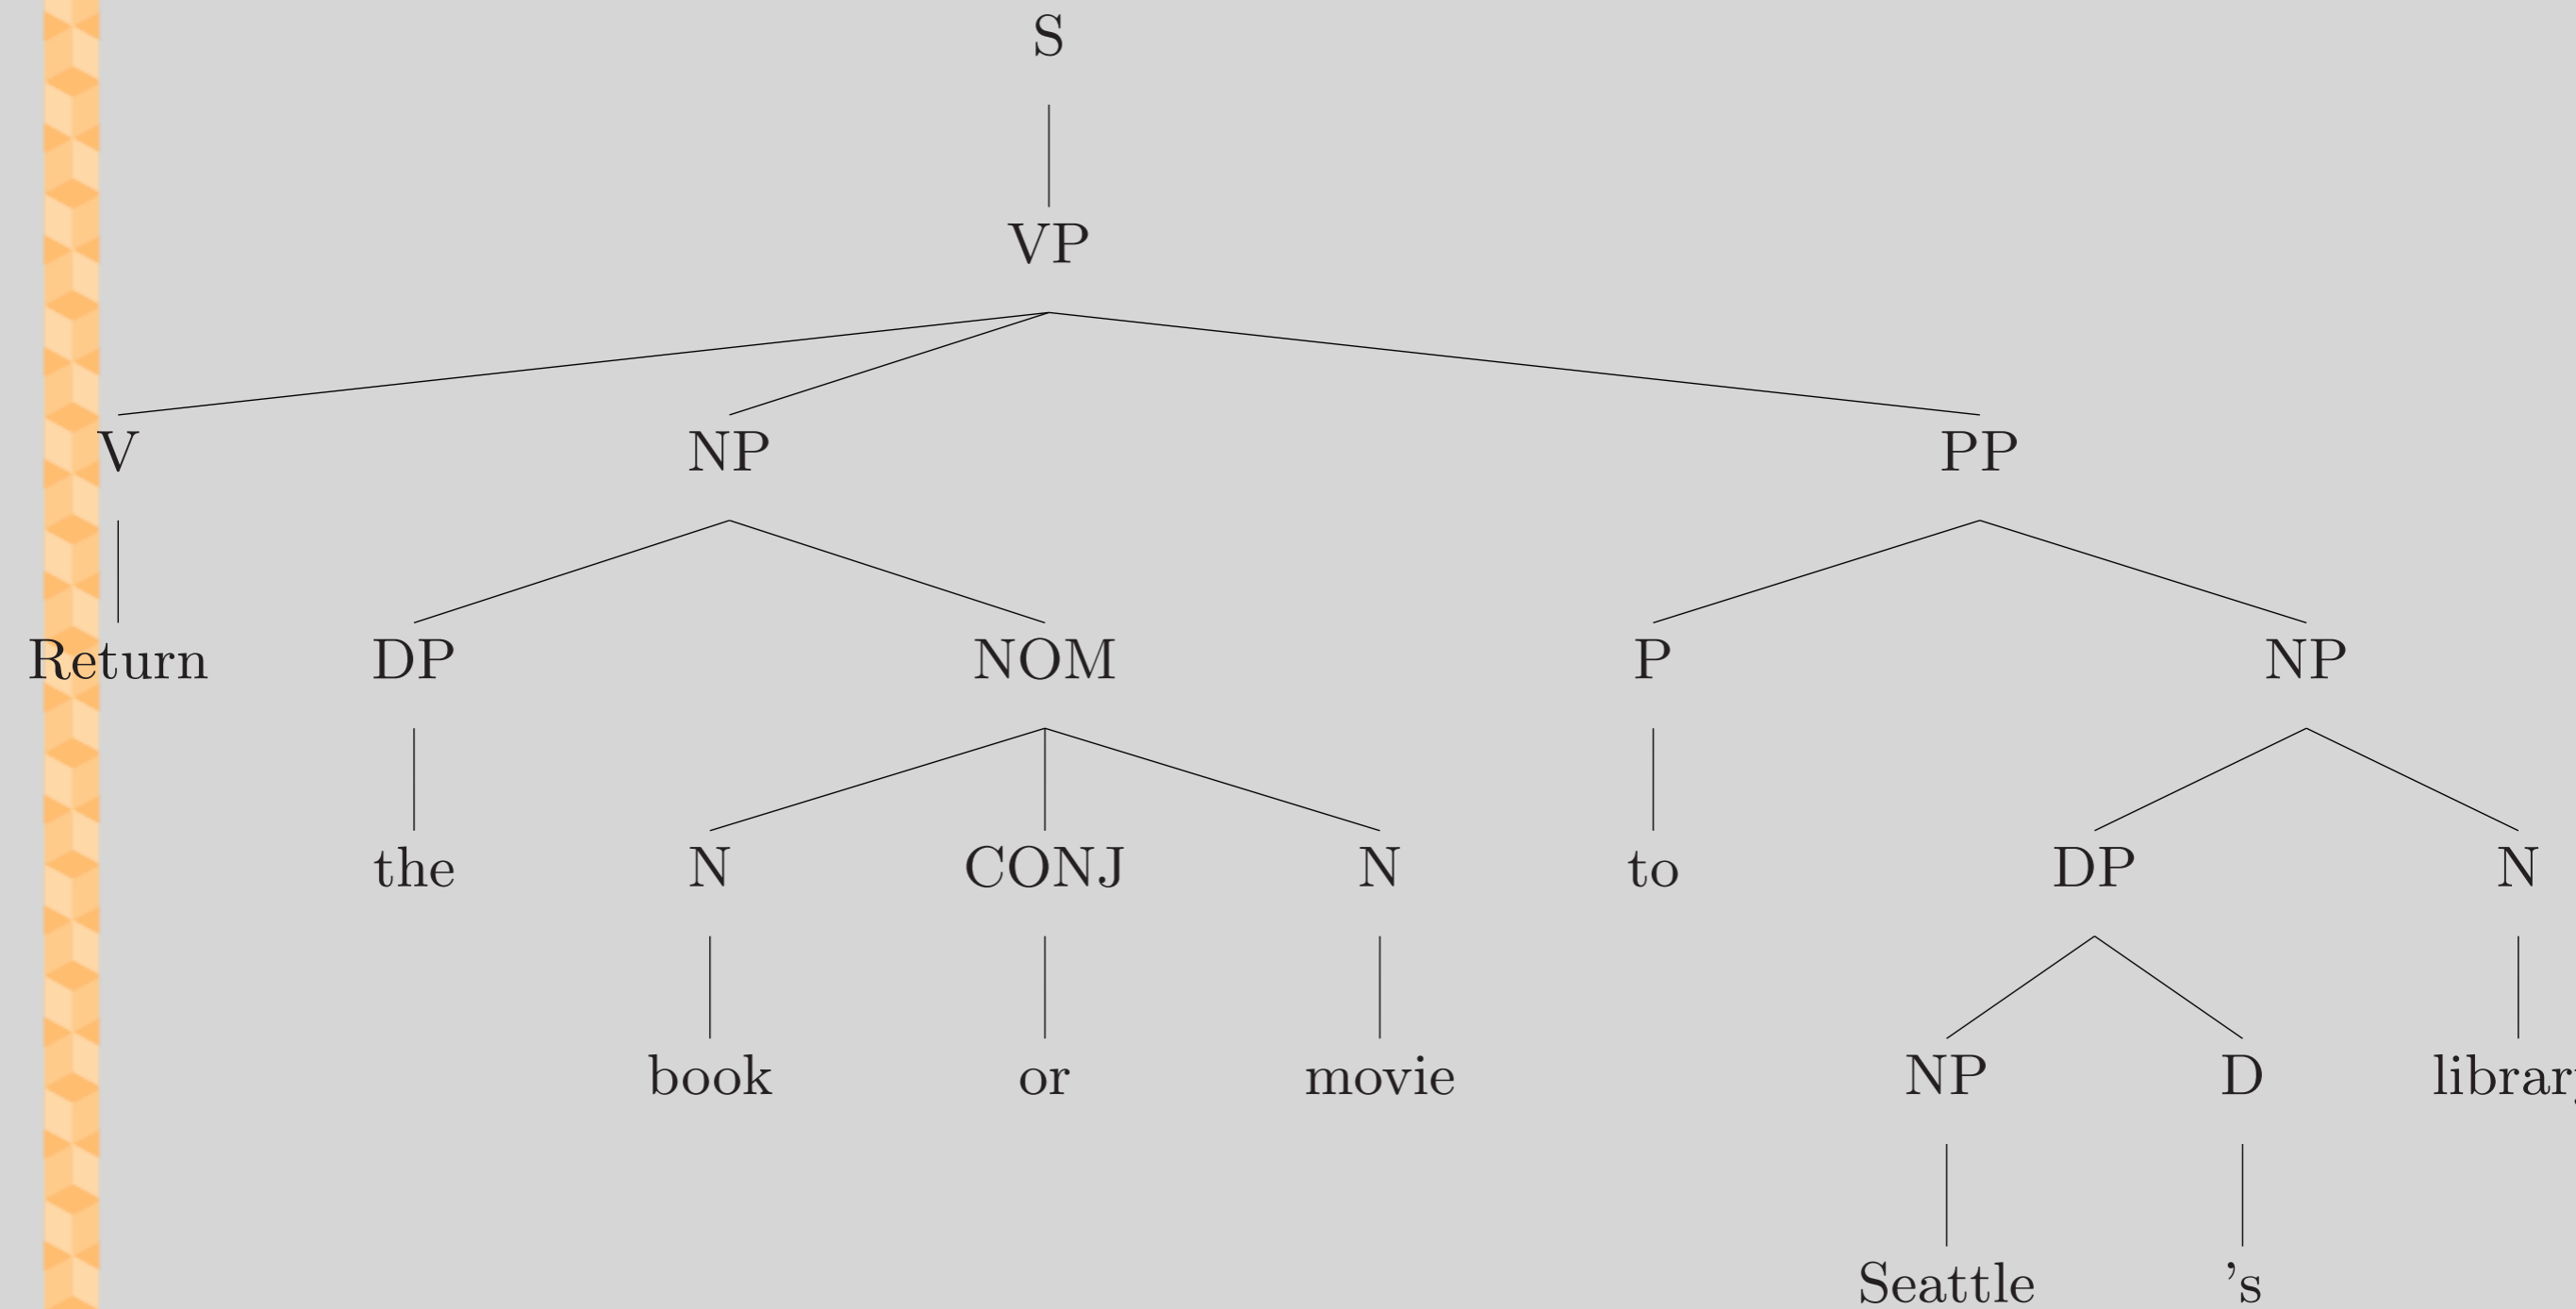 S
VP
V NP PP
Return DP NOM P NP
the N CONJ N to DP N
book or movie NP D
Seattle 's